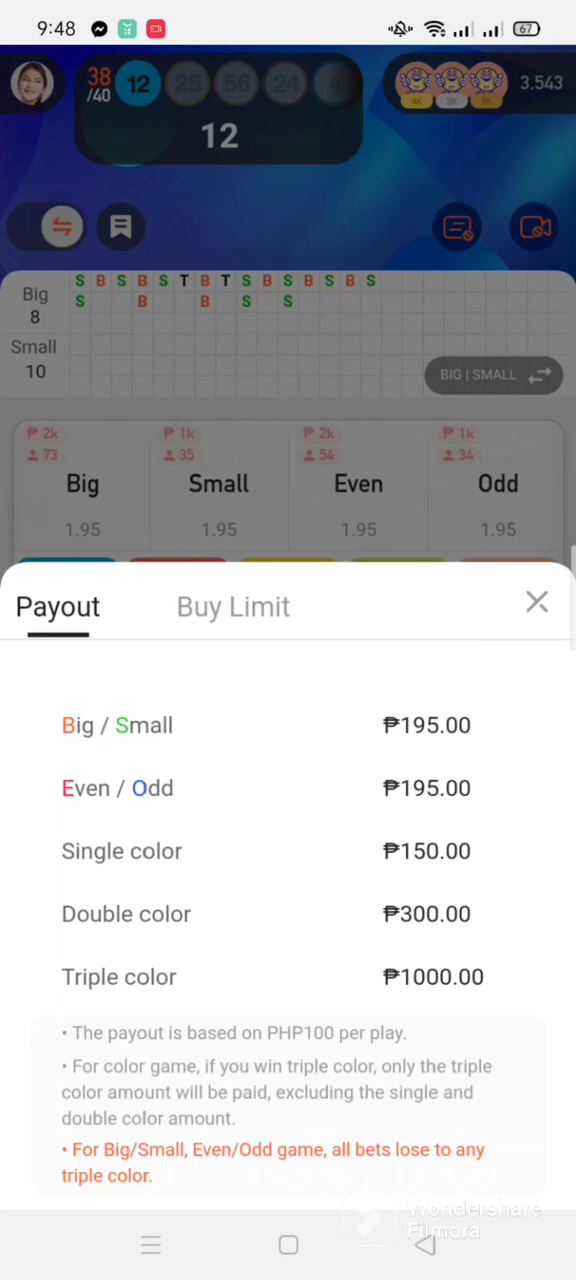 9:48
67
38
/40
12
25
56
24
4
12
4K
3K
3K
3.543
S B S B S T B T S B S B S B S
Big
S B B S S
8
Small
10
BIG | SMALL
₱ 2k
₱ 1k
₱ 2k
₱ 1k
73
35
54
34
Big
Small
Even
Odd
1.95
1.95
1.95
1.95
Payout
Buy Limit
Big / Small
₱195.00
Even / Odd
₱195.00
Single color
₱150.00
Double color
₱300.00
Triple color
₱1000.00
• The payout is based on PHP100 per play.
• For color game, if you win triple color, only the triple
color amount will be paid, excluding the single and
double color amount.
• For Big/Small, Even/Odd game, all bets lose to any
triple color.
Wondershare
Filmora